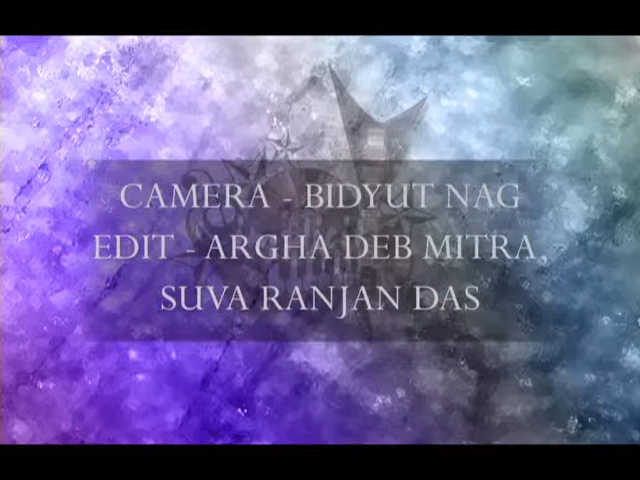 CAMERA - BIDYUT NAG
EDIT - ARGHA DEB MITRA,
SUVA RANJAN DAS